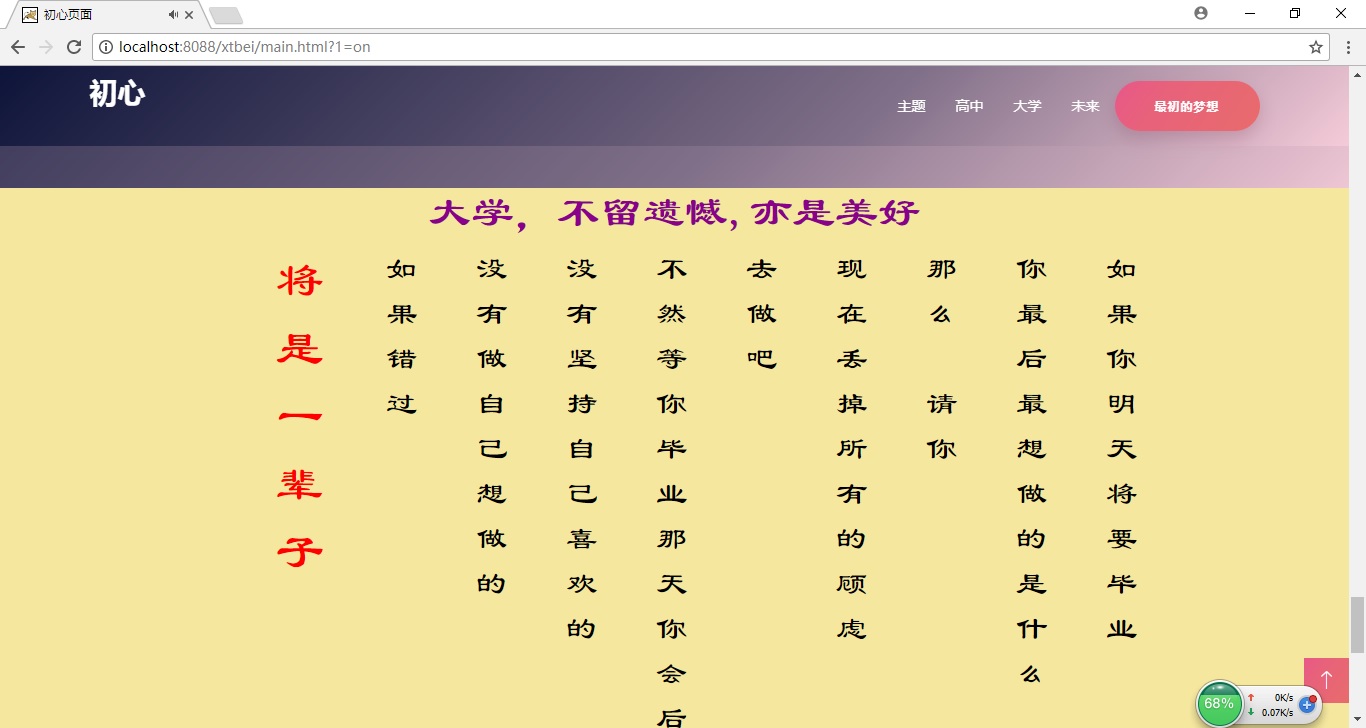 初心页面
localhost:8088/xtbei/main.html?1=on
初心
主题
高中
大学
未来
最初的梦想
大学，不留遗憾,亦是美好
如果你明天将要毕业
你最后最想做的是什么
那么 请你
现在丢掉所有的顾虑
去做吧
不然等你毕业那天你会后
没有坚持自己喜欢的
没有做自己想做的
如果错过
将是一辈子
68%
0K/s
0.07K/s